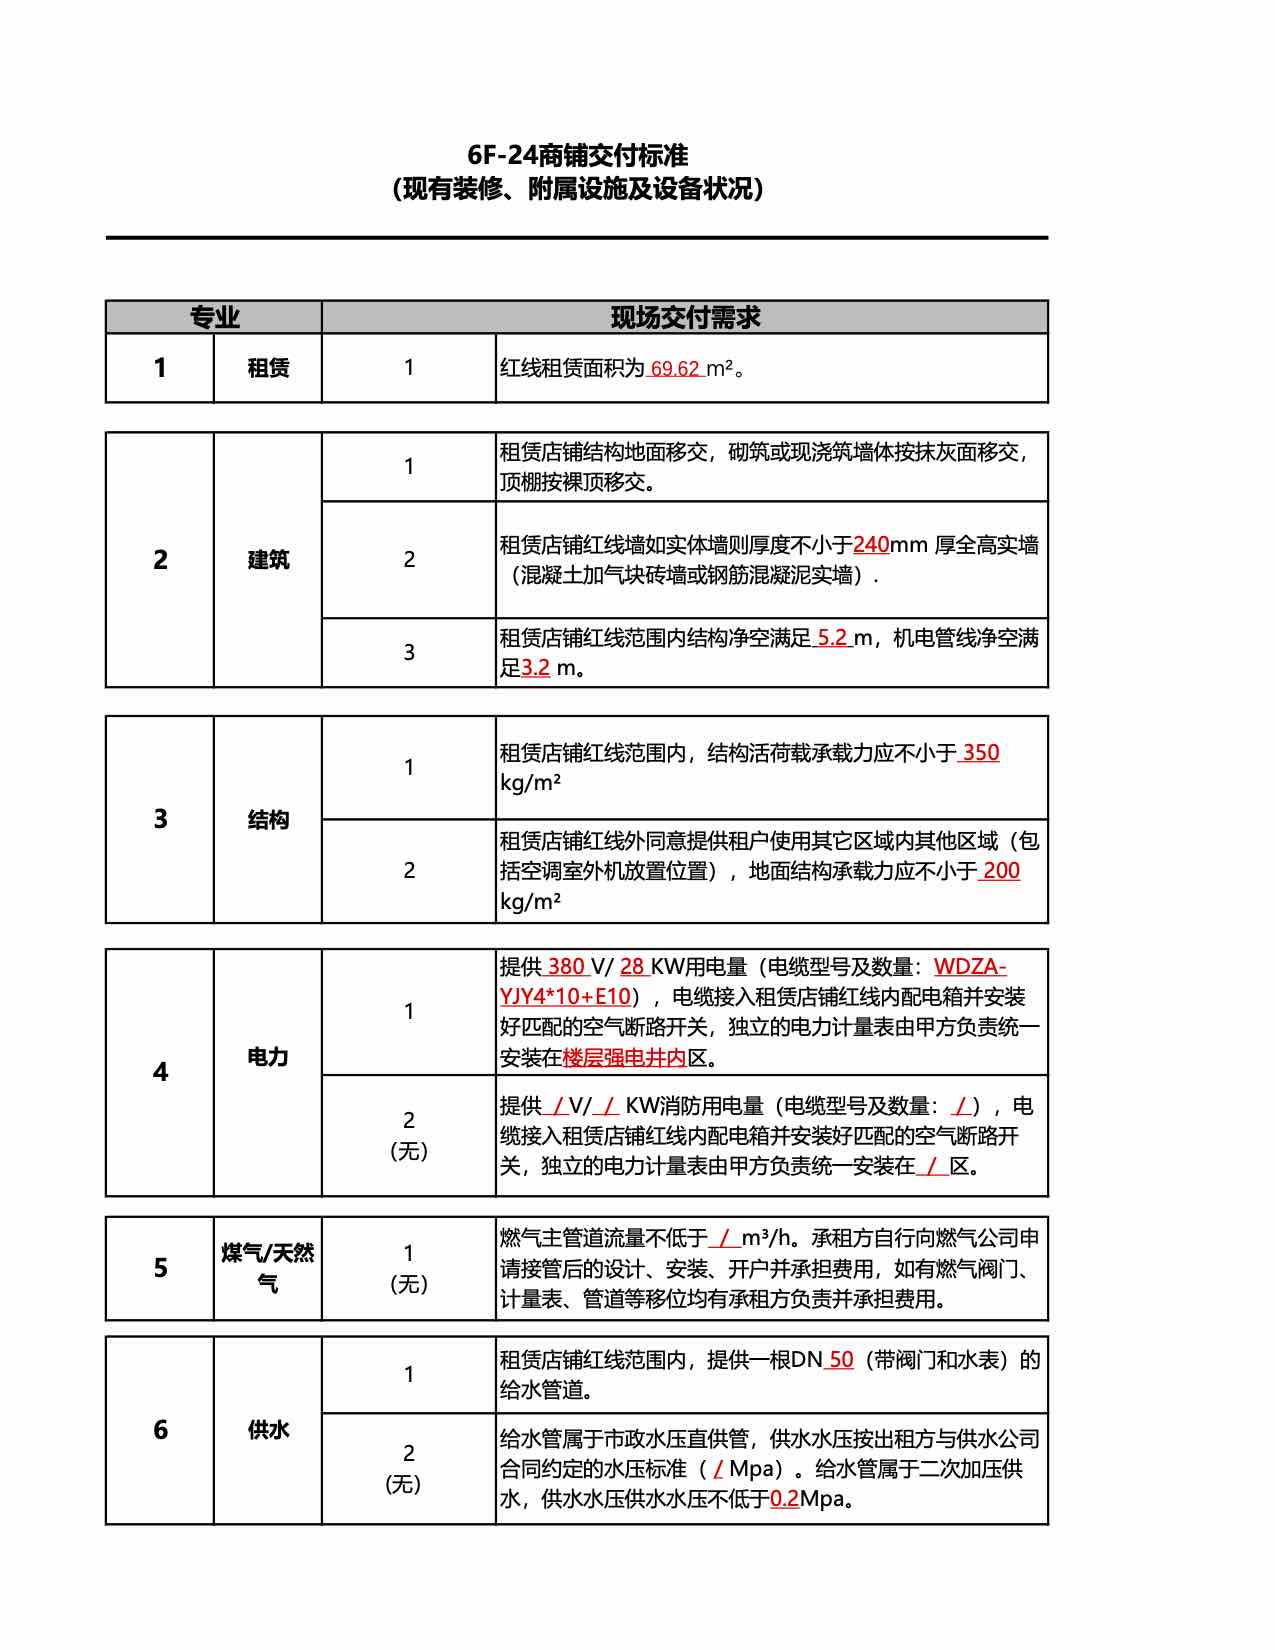 6F-24商铺交付标准
（现有装修、附属设施及设备状况）
专业
现场交付需求
1
租赁
1
红线租赁面积为 69.62 m²。
2
建筑
1
租赁店铺结构地面移交，砌筑或现浇筑墙体按抹灰面移交，
顶棚按裸顶移交。
2
租赁店铺红线墙如实体墙则厚度不小于240mm 厚全高实墙
（混凝土加气块砖墙或钢筋混凝泥实墙）.
3
租赁店铺红线范围内结构净空满足 5.2 m，机电管线净空满
足3.2 m。
3
结构
1
租赁店铺红线范围内，结构活荷载承载力应不小于 350
kg/m²
2
租赁店铺红线外同意提供租户使用其它区域内其他区域（包
括空调室外机放置位置），地面结构承载力应不小于 200
kg/m²
4
电力
1
提供 380 V/ 28 KW用电量（电缆型号及数量：WDZA-
YJY4*10+E10），电缆接入租赁店铺红线内配电箱并安装
好匹配的空气断路开关，独立的电力计量表由甲方负责统一
安装在楼层强电井内区。
2
（无）
提供 / V/ / KW消防用电量（电缆型号及数量： / ），电
缆接入租赁店铺红线内配电箱并安装好匹配的空气断路开
关，独立的电力计量表由甲方负责统一安装在 / 区。
5
煤气/天然
气
1
（无）
燃气主管道流量不低于 / m³/h。承租方自行向燃气公司申
请接管后的设计、安装、开户并承担费用，如有燃气阀门、
计量表、管道等移位均有承租方负责并承担费用。
6
供水
1
租赁店铺红线范围内，提供一根DN 50（带阀门和水表）的
给水管道。
2
（无）
给水管属于市政水压直供管，供水水压按出租方与供水公司
合同约定的水压标准（ / Mpa）。给水管属于二次加压供
水，供水水压供水水压不低于0.2Mpa。